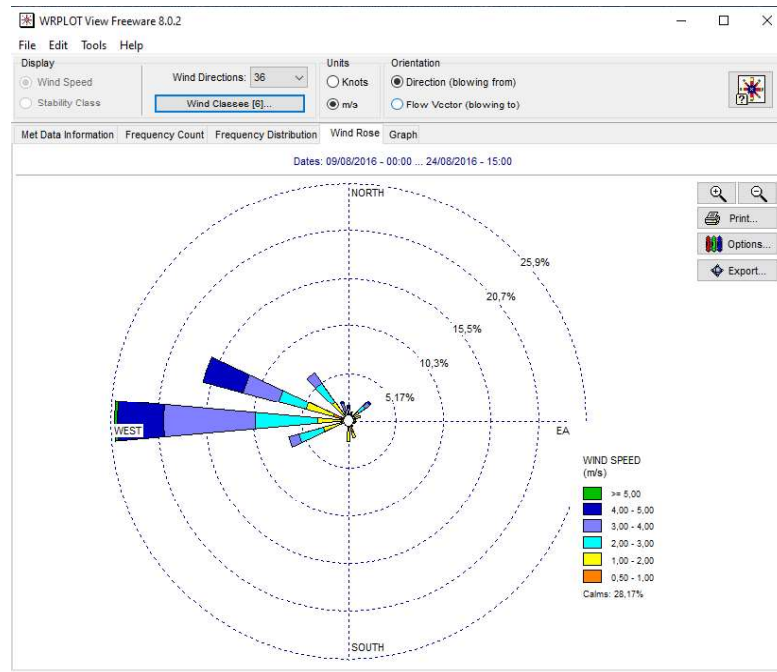 WRPLOT View Freeware 8.0.2
File Edit Tools Help
Display
Wind Speed
Stability Class
Wind Directions: 36
Wind Classes [6]...
Units
Knots
m/s
Orientation
Direction (blowing from)
Flow Vector (blowing to)
Met Data Information Frequency Count Frequency Distribution Wind Rose Graph
Dates: 09/08/2016 - 00:00 ... 24/08/2016 - 15:00
Print...
Options...
Export...
NORTH
25,9%
20,7%
15,5%
10,3%
5,17%
WEST
EA
SOUTH
WIND SPEED
(m/s)
>= 5,00
4,00 - 5,00
3,00 - 4,00
2,00 - 3,00
1,00 - 2,00
0,50 - 1,00
Calms: 28,17%